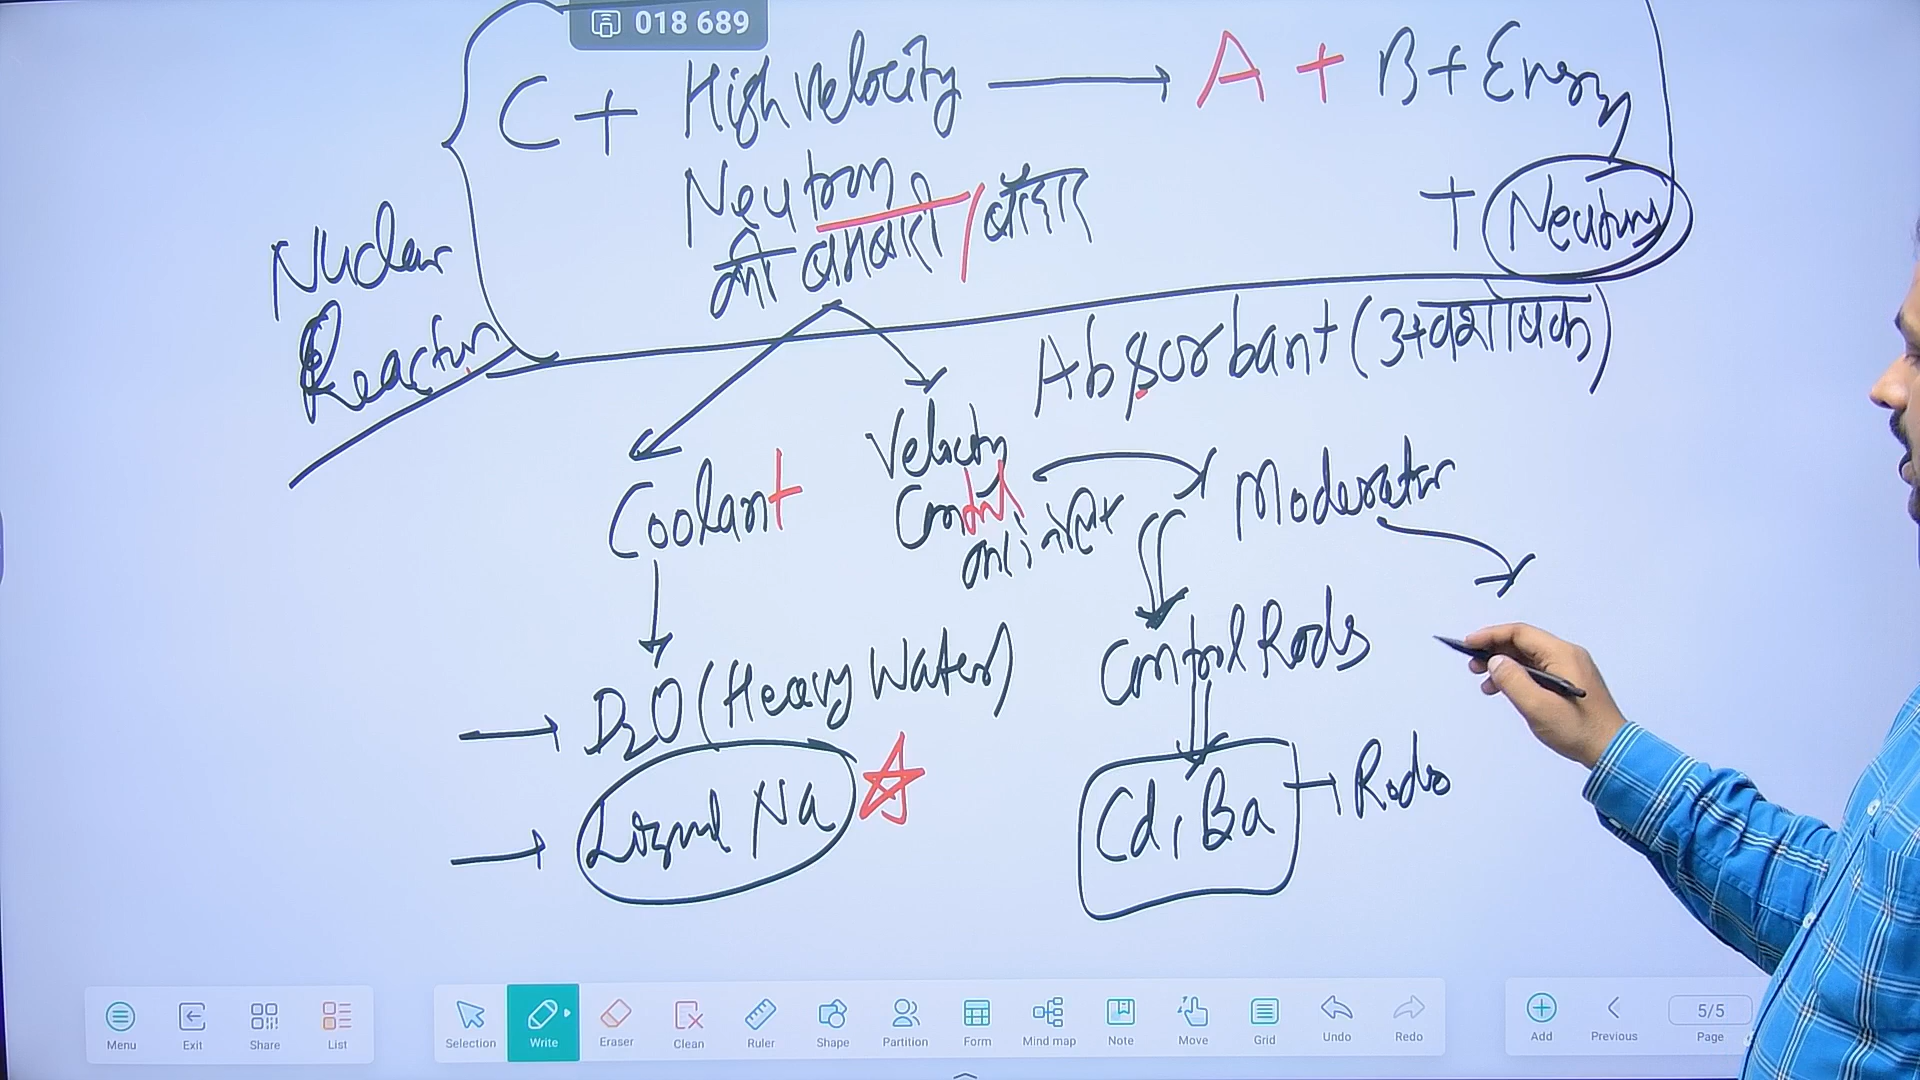 018 689
C + High Velocity → A + B + Energy
Neutron + Neutrons
की बमबारी / बौछार
Nuclear
Reactor
Absorbant (अवशोषक)
Coolant
Velocity
Control
Moderator
D2O (Heavy Water)
Control Rods
Liquid Na
Cd, Ba → Rods
Menu Exit Share List Selection Write Eraser Clean Ruler Shape Partition Form Mind map Note Move Grid Undo Redo Add Previous 5/5 Page